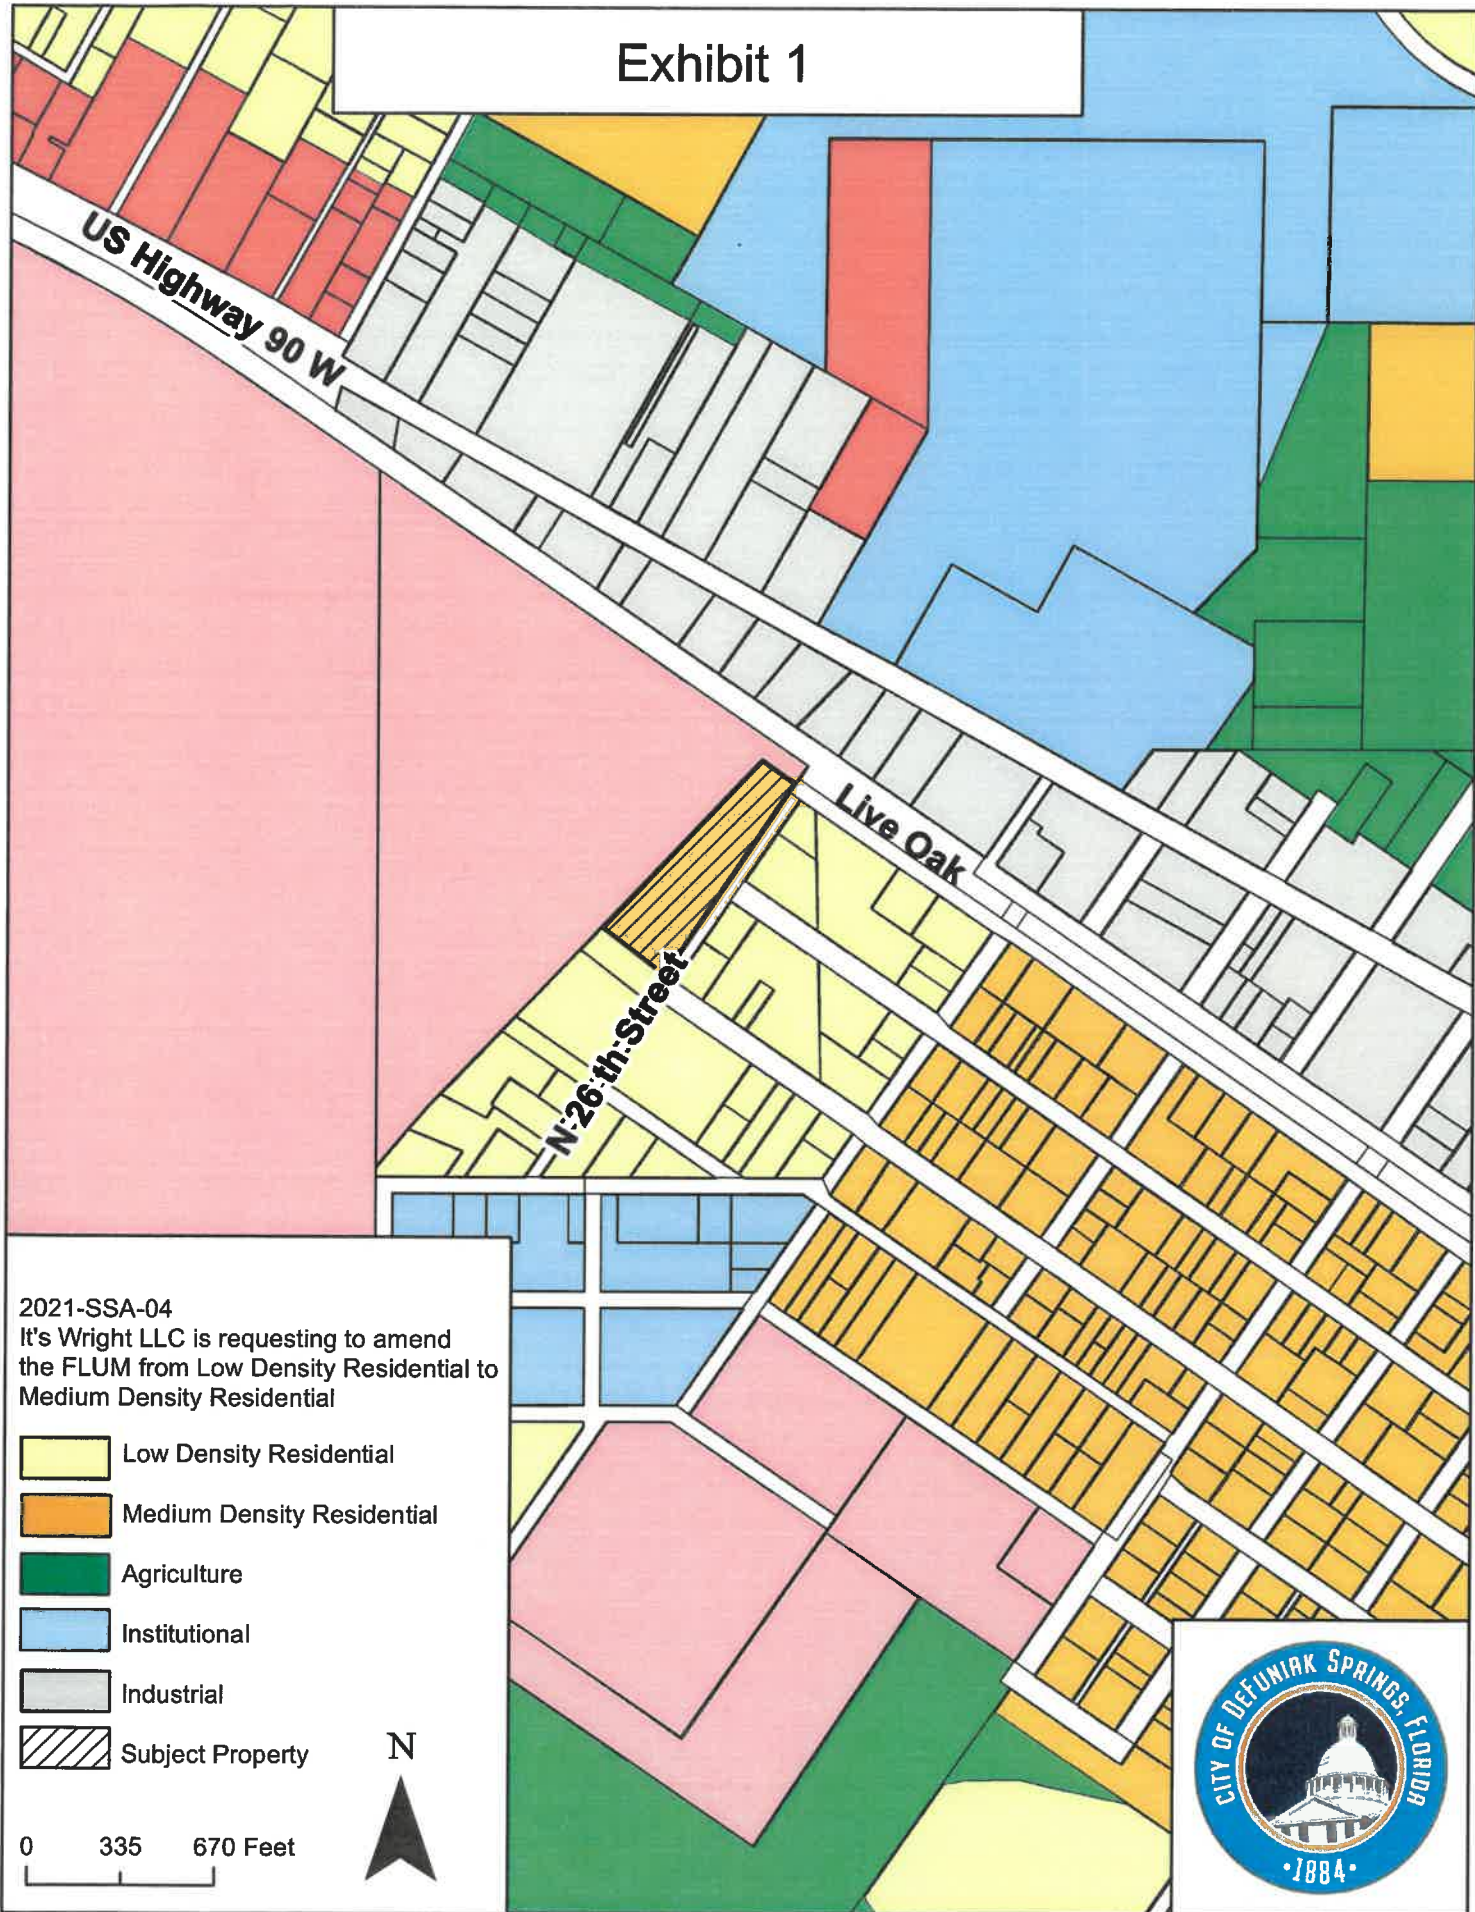 Exhibit 1
US Highway 90 W
Live Oak
N 26 th Street
2021-SSA-04
It's Wright LLC is requesting to amend
the FLUM from Low Density Residential to
Medium Density Residential
Low Density Residential
Medium Density Residential
Agriculture
Institutional
Industrial
Subject Property
N
0 335 670 Feet
CITY OF DEFUNIAK SPRINGS, FLORIDA
•1884•